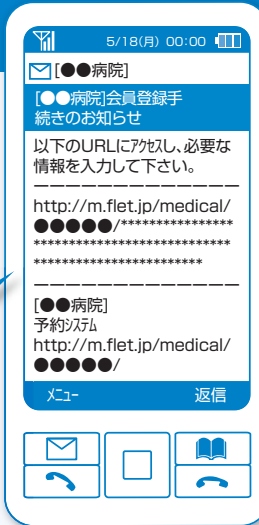 5/18(月) 00:00
[●●病院]
[●●病院]会員登録手
続きのお知らせ
以下のURLにｱｸｾｽし、必要な
情報を入力して下さい。
ーーーーーーーーーーーーー
http://m.flet.jp/medical/
●●●●●/****************
****************************
************************
ーーーーーーーーーーーーー
[●●病院]
予約ｼｽﾃﾑ
http://m.flet.jp/medical/
●●●●●/
ﾒﾆｭｰ 返信